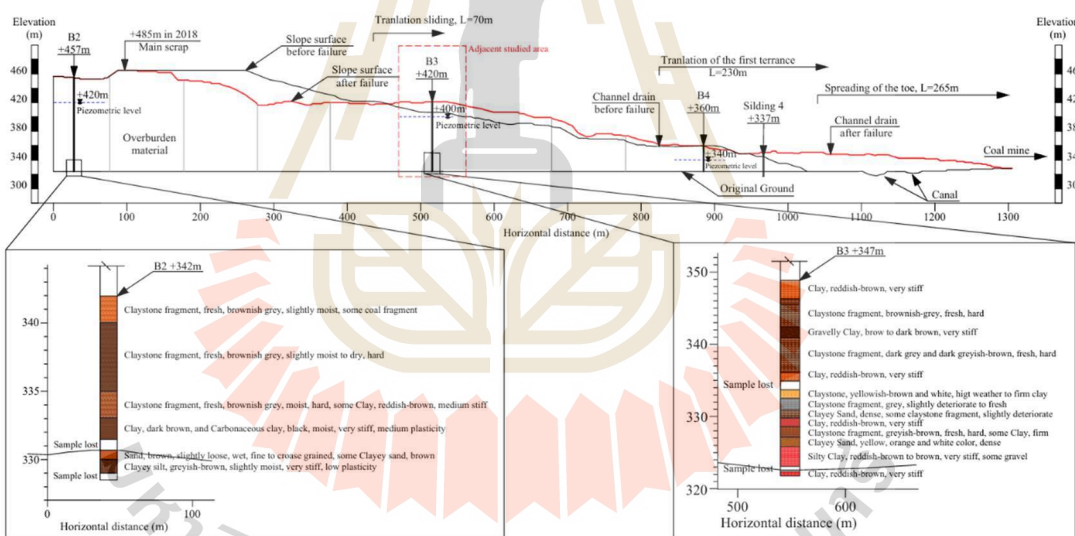 Elevation
(m)
B2
+457m
+485m in 2018
Main scrap
Slope surface
before failure
Tranlation sliding, L=70m
Slope surface
after failure
B3
+420m
Adjacent studied area
Tranlation of the first terrance
L=230m
Channel drain
before failure
B4
+360m
Silding 4
+337m
Spreading of the toe, L=265m
Channel drain
after failure
Elevation
(m)
460
420
380
340
300
+420m
Piezometric level
Overburden
material
+400m
Piezometric level
+340m
Piezometric level
Original Ground
Canal
Coal mine
0 100 200 300 400 500 600 700 800 900 1000 1100 1200 1300
Horizontal distance (m)
B2 +342m
340
335
330
Claystone fragment, fresh, brownish grey, slightly moist, some coal fragment
Claystone fragment, fresh, brownish grey, slightly moist to dry, hard
Claystone fragment, fresh, brownish grey, moist, hard, some Clay, reddish-brown, medium stiff
Clay, dark brown, and Carbonaceous clay, black, moist, very stiff, medium plasticity
Sample lost
Sand, brown, slightly loose, wet, fine to croase grained, some Clayey sand, brown
Clayey silt, greyish-brown, slightly moist, very stiff, low plasticity
Sample lost
0 100
Horizontal distance (m)
B3 +347m
350
340
330
320
Clay, reddish-brown, very stiff
Claystone fragment, brownish-grey, fresh, hard
Gravelly Clay, brow to dark brown, very stiff
Claystone fragment, dark grey and dark greyish-brown, fresh, hard
Clay, reddish-brown, very stiff
Sample lost
Claystone, yellowish-brown and white, higt weather to firm clay
Claystone fragment, grey, slightly deteriorate to fresh
Clayey Sand, dense, some claystone fragment, slightly deteriorate
Clay, reddish-brown, very stiff
Claystone fragment, greyish-brown, fresh, hard, some Clay, firm
Clayey Sand, yellow, orange and white color, dense
Silty Clay, reddish-brown to brown, very stiff, some gravel
Sample lost
Clay, reddish-brown, very stiff
500 600
Horizontal distance (m)